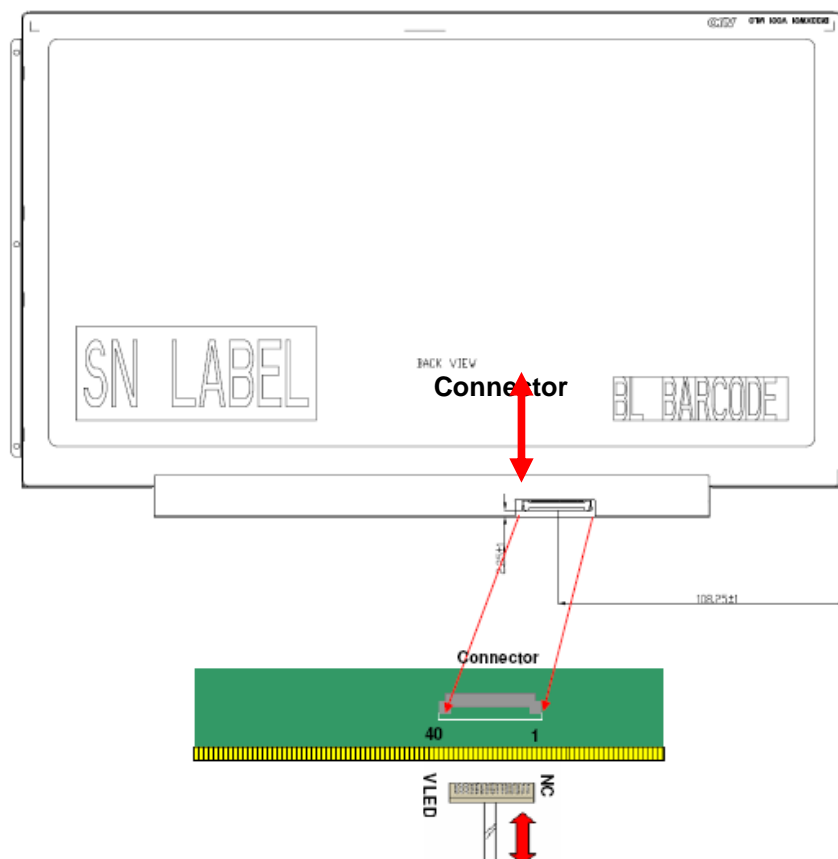 SN LABEL
BACK VIEW
Connector
BL BARCODE
108.25±1
Connector
40
1
VLED
NC